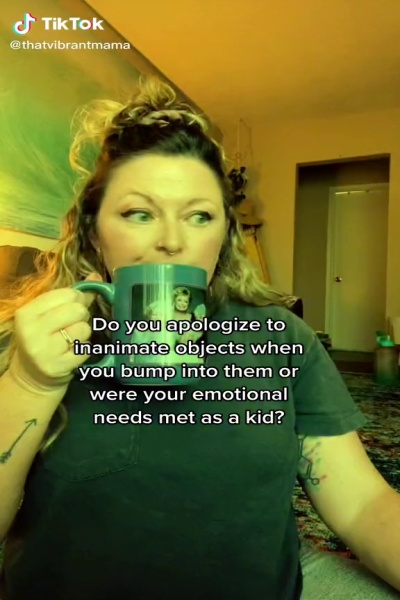 TikTok
@thatvibrantmama
Do you apologize to
inanimate objects when
you bump into them or
were your emotional
needs met as a kid?